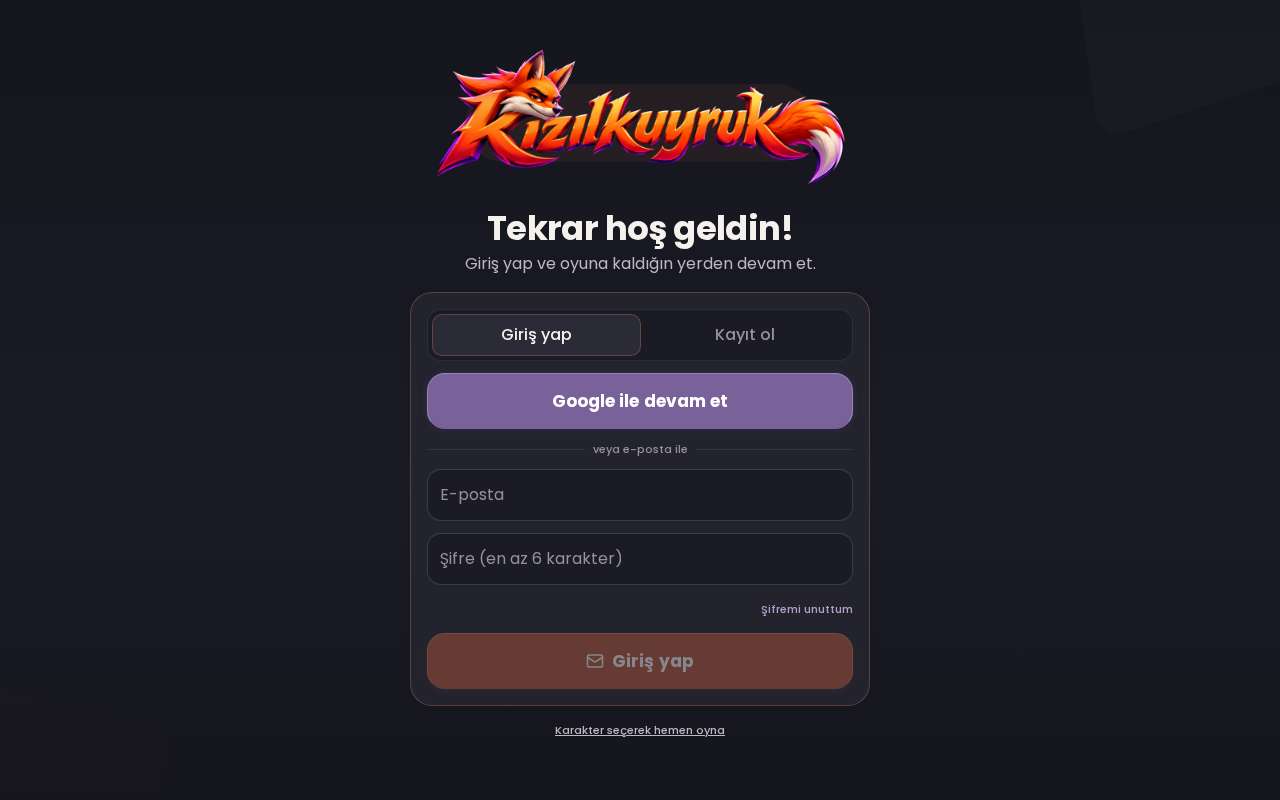 Kızılkuyruk
Tekrar hoş geldin!
Giriş yap ve oyuna kaldığın yerden devam et.
Giriş yap
Kayıt ol
Google ile devam et
veya e-posta ile
E-posta
Şifre (en az 6 karakter)
Şifremi unuttum
Giriş yap
Karakter seçerek hemen oyna